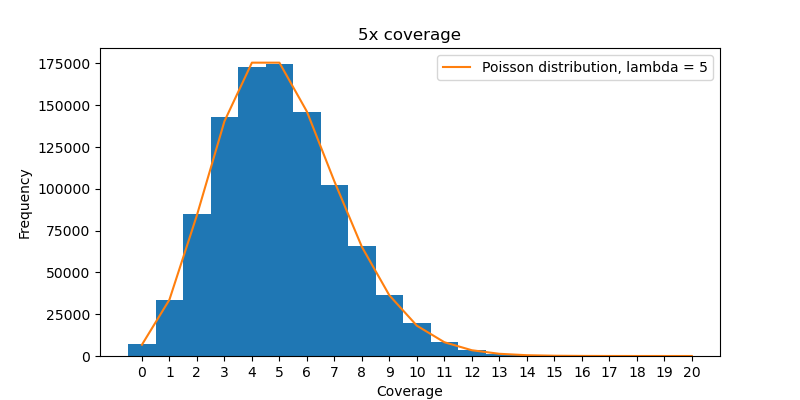 5x coverage
Poisson distribution, lambda = 5
Frequency
175000
150000
125000
100000
75000
50000
25000
0
0 1 2 3 4 5 6 7 8 9 10 11 12 13 14 15 16 17 18 19 20
Coverage